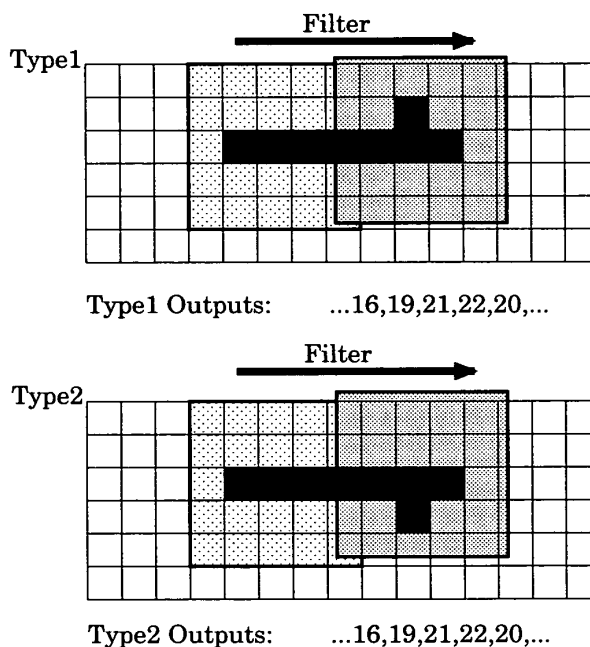 Filter
Type1
Type1 Outputs: ...16,19,21,22,20,...
Filter
Type2
Type2 Outputs: ...16,19,21,22,20,...